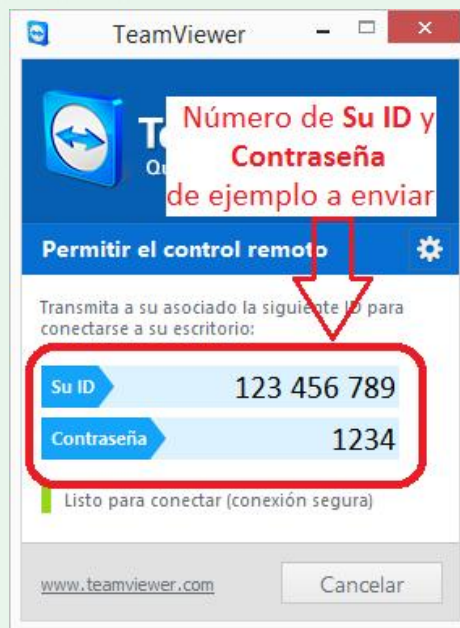 TeamViewer
Número de Su ID y
Contraseña
de ejemplo a enviar
Permitir el control remoto
Transmita a su asociado la siguiente ID para
conectarse a su escritorio:
Su ID 123 456 789
Contraseña 1234
Listo para conectar (conexión segura)
www.teamviewer.com Cancelar